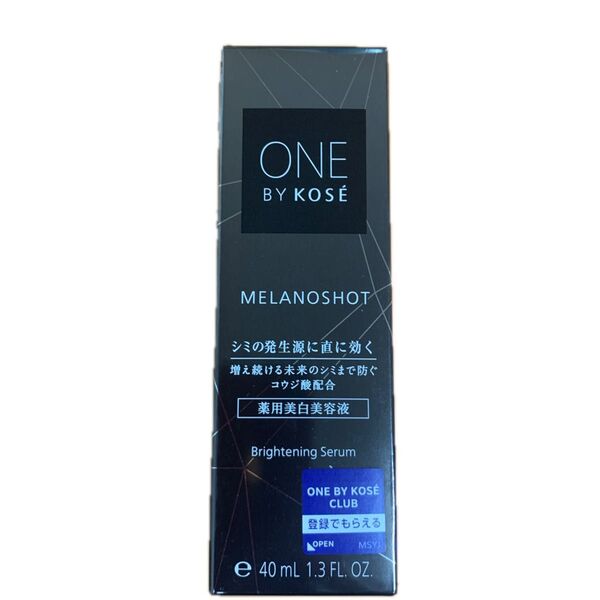 ONE
BY KOSÉ
MELANOSHOT
シミの発生源に直に効く
増え続ける未来のシミまで防ぐ
コウジ酸配合
薬用美白美容液
Brightening Serum
ONE BY KOSÉ
CLUB
登録でもらえる
OPEN MSY
℮ 40 mL 1.3 FL. OZ.